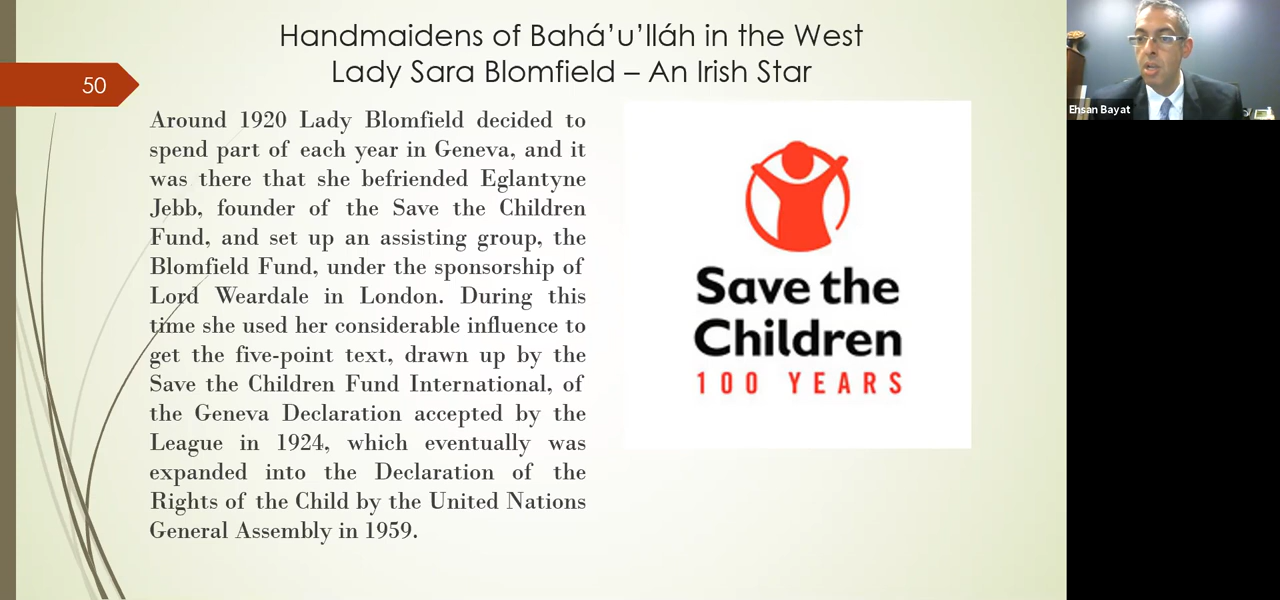 Handmaidens of Bahá'u'lláh in the West
Lady Sara Blomfield – An Irish Star
50
Around 1920 Lady Blomfield decided to
spend part of each year in Geneva, and it
was there that she befriended Eglantyne
Jebb, founder of the Save the Children
Fund, and set up an assisting group, the
Blomfield Fund, under the sponsorship of
Lord Weardale in London. During this
time she used her considerable influence to
get the five-point text, drawn up by the
Save the Children Fund International, of
the Geneva Declaration accepted by the
League in 1924, which eventually was
expanded into the Declaration of the
Rights of the Child by the United Nations
General Assembly in 1959.
Save the
Children
100 YEARS
Ehsan Bayat